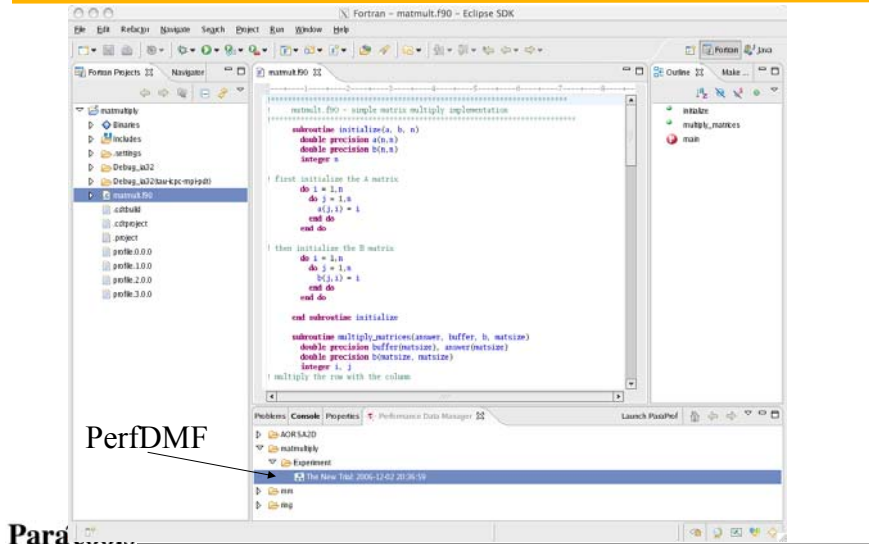 Fortran - matmult.f90 - Eclipse SDK
File Edit Refactor Navigate Search Project Run Window Help
Fortran Java
Fortran Projects Navigator
matmultiply
Binaries
Includes
.settings
Debug_ia32
Debug_ia32(tau-icpc-mpi-pdt)
matmult.f90
.cdtbuild
.cdtproject
.project
profile.0.0.0
profile.1.0.0
profile.2.0.0
profile.3.0.0
matmult.f90
! matmult.f90 - simple matrix multiply implementation
subroutine initialize(a, b, n)
double precision a(n,n)
double precision b(n,n)
integer n
! first initialize the A matrix
do i = 1,n
do j = 1,n
a(j,i) = i
end do
end do
! then initialize the B matrix
do i = 1,n
do j = 1,n
b(j,i) = i
end do
end do
end subroutine initialize
subroutine multiply_matrices(answer, buffer, b, matsize)
double precision buffer(matsize), answer(matsize)
double precision b(matsize, matsize)
integer i, j
! multiply the row with the column
Outline Make ...
initialize
multiply_matrices
main
Problems Console Properties Performance Data Manager Launch ParaProf
AORSA2D
matmultiply
Experiment
The New Trial: 2006-12-02 20:36:59
mm
ring
PerfDMF